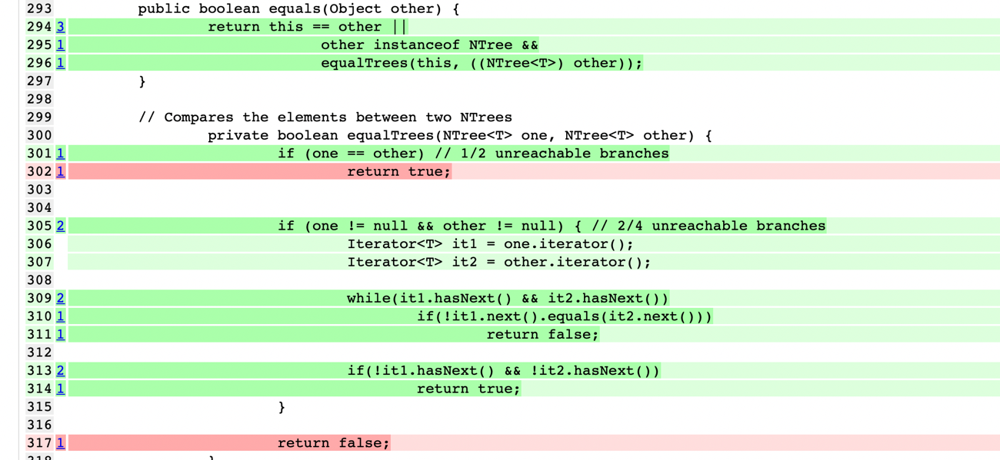 293 public boolean equals(Object other) {
294 3 return this == other ||
295 1 other instanceof NTree &&
296 1 equalTrees(this, ((NTree<T>) other));
297 }
298
299 // Compares the elements between two NTrees
300 private boolean equalTrees(NTree<T> one, NTree<T> other) {
301 1 if (one == other) // 1/2 unreachable branches
302 1 return true;
303
304
305 2 if (one != null && other != null) { // 2/4 unreachable branches
306 Iterator<T> it1 = one.iterator();
307 Iterator<T> it2 = other.iterator();
308
309 2 while(it1.hasNext() && it2.hasNext())
310 1 if(!it1.next().equals(it2.next()))
311 1 return false;
312
313 2 if(!it1.hasNext() && !it2.hasNext())
314 1 return true;
315 }
316
317 1 return false;
318 }